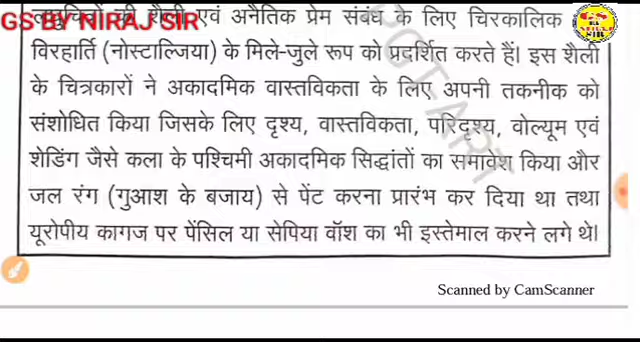 GS BY NIRAJ SIR
की शैली एवं अनैतिक प्रेम संबंध के लिए चिरकालिक
विरहार्ति (नोस्टाल्जिया) के मिले-जुले रूप को प्रदर्शित करते हैं। इस शैली
के चित्रकारों ने अकादमिक वास्तविकता के लिए अपनी तकनीक को
संशोधित किया जिसके लिए दृश्य, वास्तविकता, परिदृश्य, वोल्यूम एवं
शेडिंग जैसे कला के पश्चिमी अकादमिक सिद्धांतों का समावेश किया और
जल रंग (गुआश के बजाय) से पेंट करना प्रारंभ कर दिया था तथा
यूरोपीय कागज पर पेंसिल या सेपिया वॉश का भी इस्तेमाल करने लगे थे।
Scanned by CamScanner